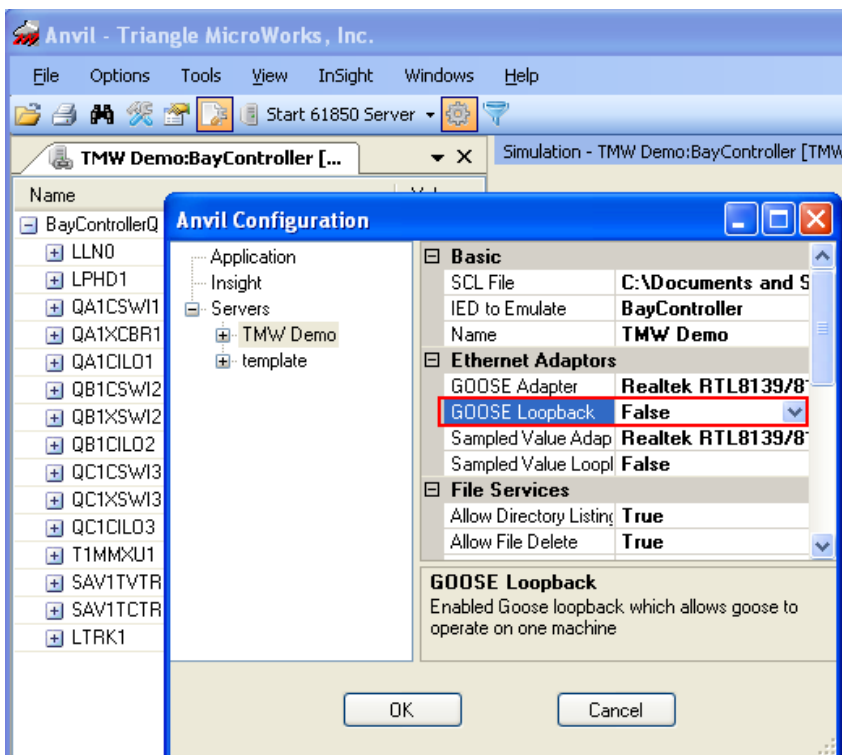 Anvil - Triangle MicroWorks, Inc.
File Options Tools View InSight Windows Help
Start 61850 Server
TMW Demo:BayController [...
Simulation - TMW Demo:BayController [TMW
Name
BayControllerQ
LLN0
LPHD1
QA1CSWI1
QA1XCBR1
QA1CILO1
QB1CSWI2
QB1XSWI2
QB1CILO2
QC1CSWI3
QC1XSWI3
QC1CILO3
T1MMXU1
SAV1TVTR
SAV1TCTR
LTRK1
Anvil Configuration
Application
Insight
Servers
TMW Demo
template
Basic
SCL File C:\Documents and S
IED to Emulate BayController
Name TMW Demo
Ethernet Adaptors
GOOSE Adapter Realtek RTL8139/81
GOOSE Loopback False
Sampled Value Adap Realtek RTL8139/81
Sampled Value Loopl False
File Services
Allow Directory Listing True
Allow File Delete True
GOOSE Loopback
Enabled Goose loopback which allows goose to
operate on one machine
OK Cancel